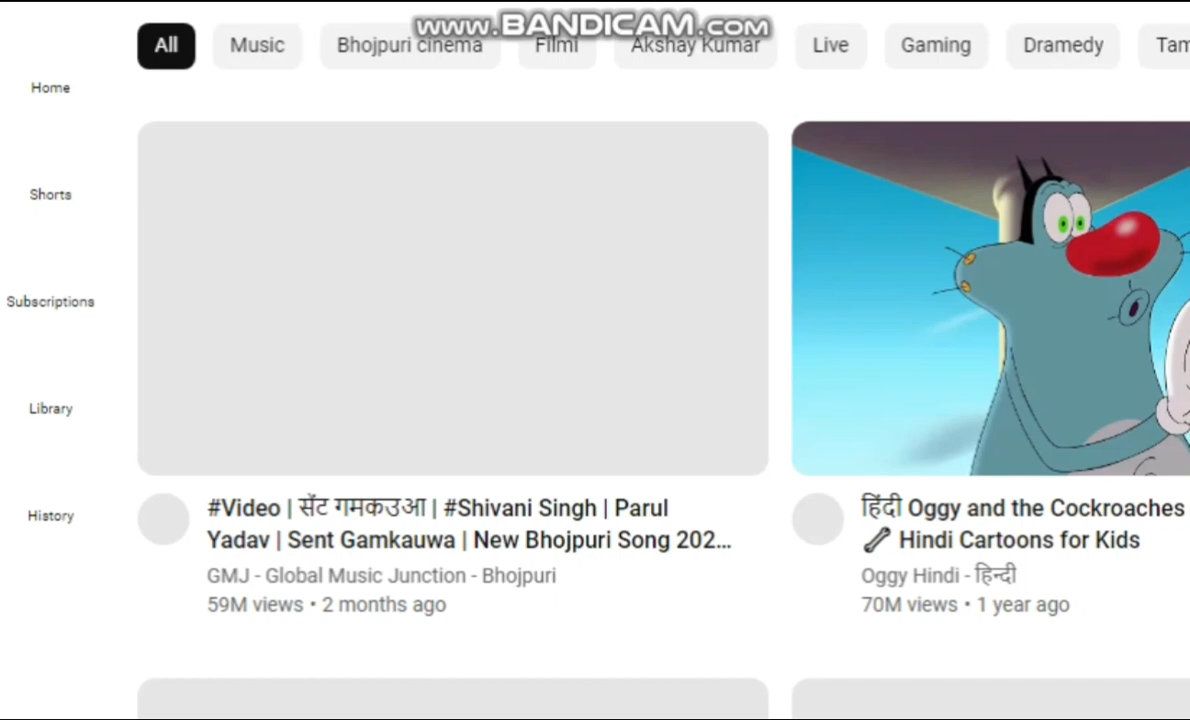 www.BANDICAM.com
All
Music
Bhojpuri cinema
Filmi
Akshay Kumar
Live
Gaming
Dramedy
Tam
Home
Shorts
Subscriptions
Library
History
#Video | सेंट गमकउआ | #Shivani Singh | Parul
Yadav | Sent Gamkauwa | New Bhojpuri Song 202...
GMJ - Global Music Junction - Bhojpuri
59M views • 2 months ago
हिंदी Oggy and the Cockroaches
🦴 Hindi Cartoons for Kids
Oggy Hindi - हिन्दी
70M views • 1 year ago